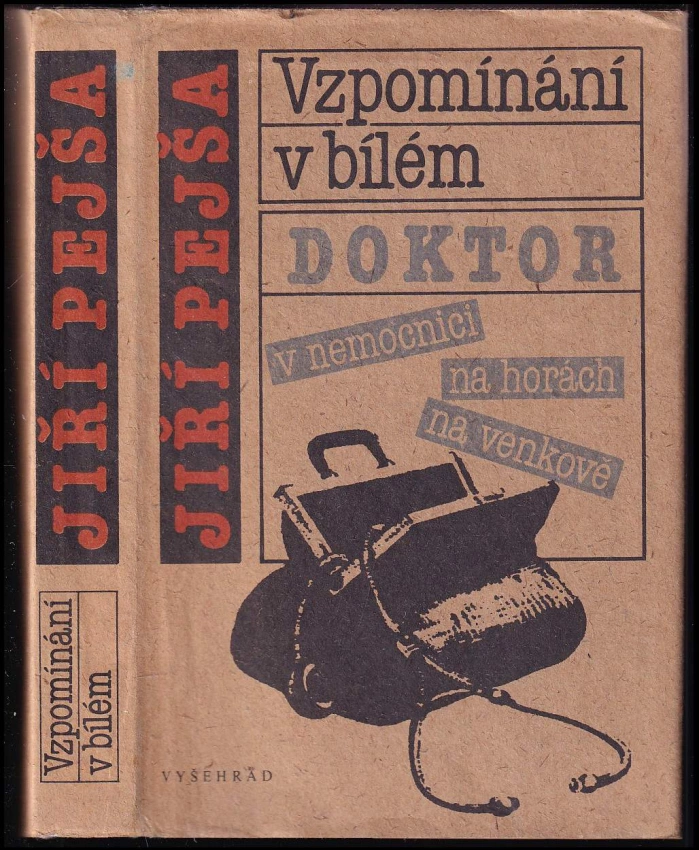 JIŘÍ PEJŠA
Vzpomínání
v bílém
JIŘÍ PEJŠA
Vzpomínání
v bílém
DOKTOR
v nemocnici
na horách
na venkově
VYŠEHRAD